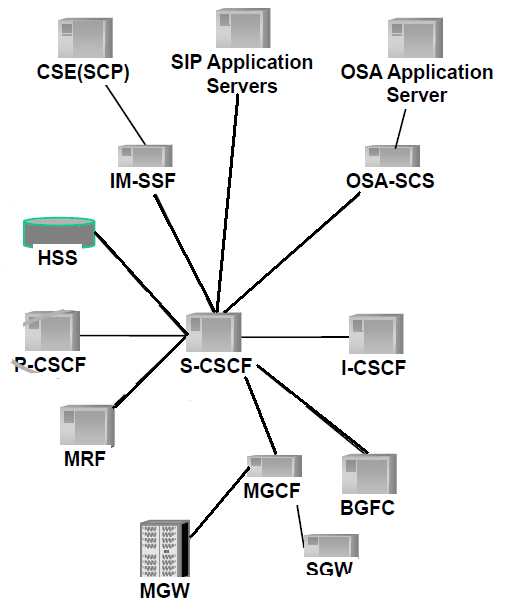 CSE(SCP)
SIP Application
Servers
OSA Application
Server
IM-SSF
OSA-SCS
HSS
P-CSCF
S-CSCF
I-CSCF
MRF
MGCF
BGFC
SGW
MGW